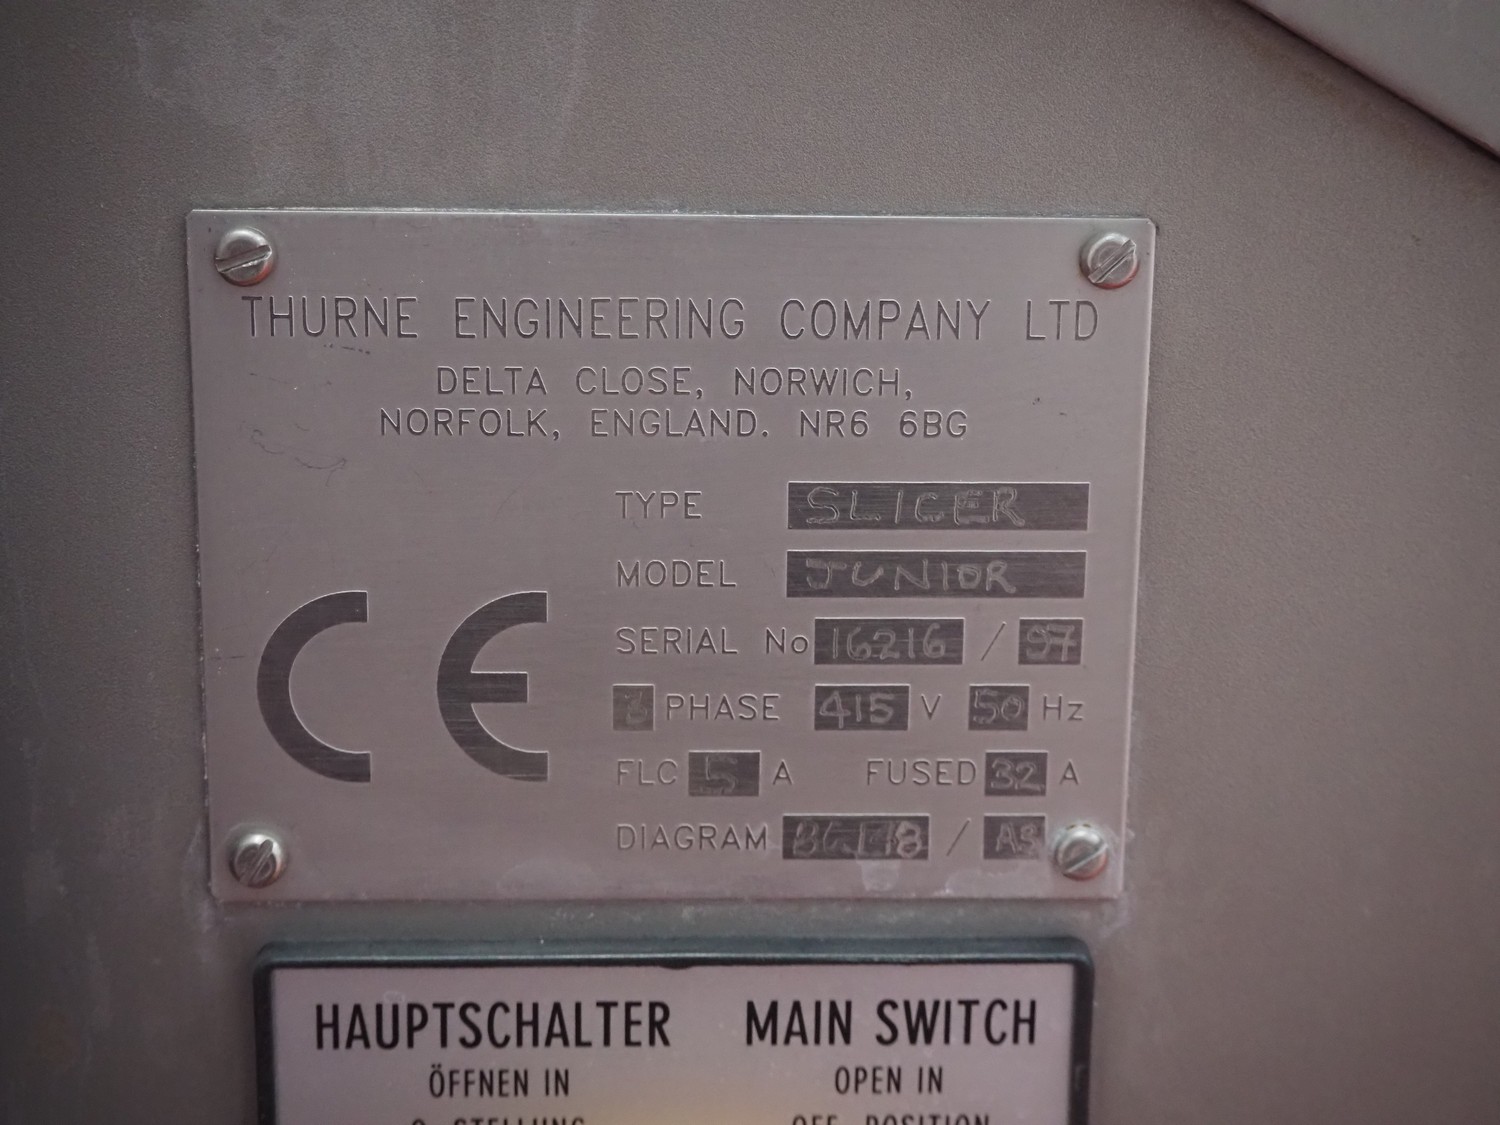 THURNE ENGINEERING COMPANY LTD
DELTA CLOSE, NORWICH,
NORFOLK, ENGLAND. NR6 6BG
TYPE SLICER
MODEL JUNIOR
SERIAL No 16216 / 97
3 PHASE 415 V 50 Hz
FLC 5 A FUSED 32 A
DIAGRAM /
CE
HAUPTSCHALTER
ÖFFNEN IN
MAIN SWITCH
OPEN IN